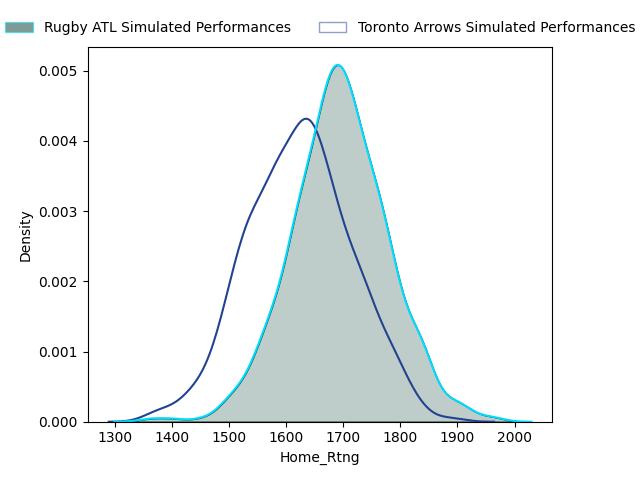 Rugby ATL Simulated Performances Toronto Arrows Simulated Performances
0.005
0.004
0.003
0.002
0.001
0.000
Density
1300 1400 1500 1600 1700 1800 1900 2000
Home_Rtng